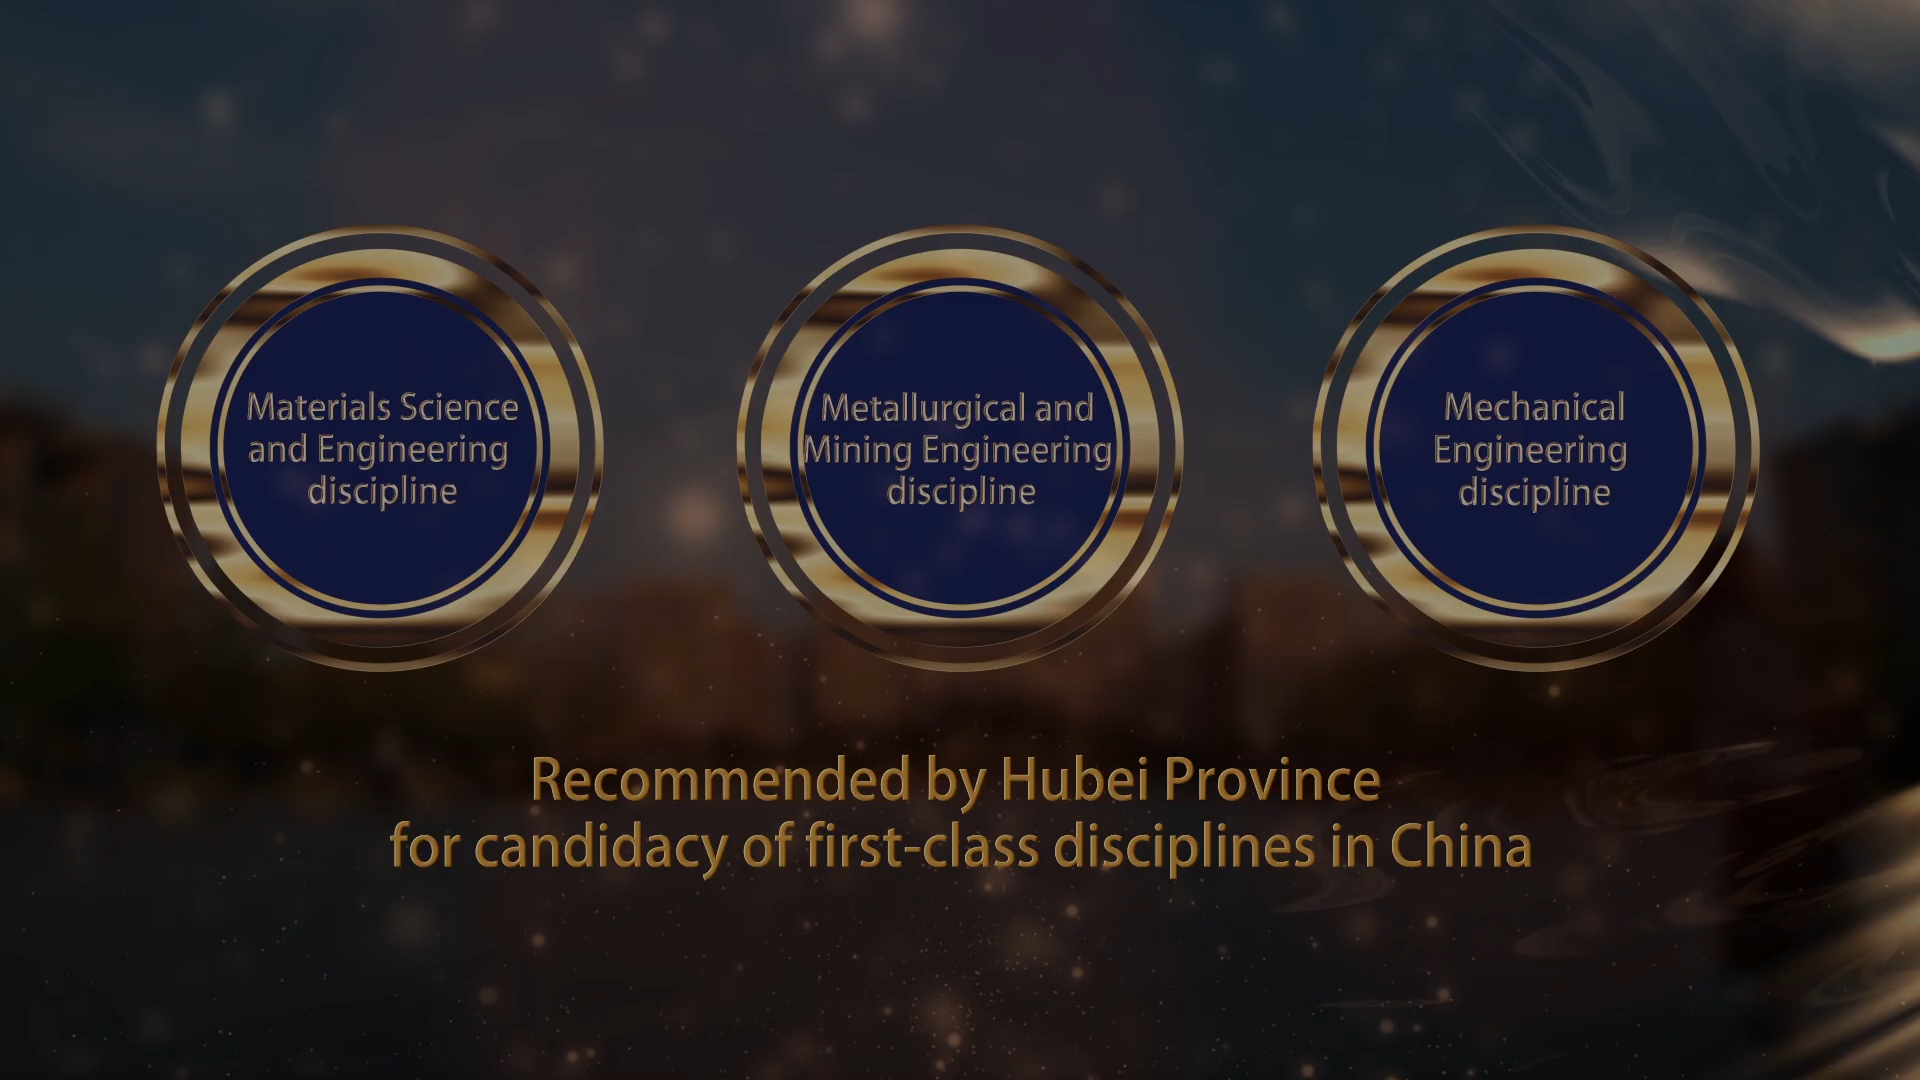 Materials Science
and Engineering
discipline
Metallurgical and
Mining Engineering
discipline
Mechanical
Engineering
discipline
Recommended by Hubei Province
for candidacy of first-class disciplines in China